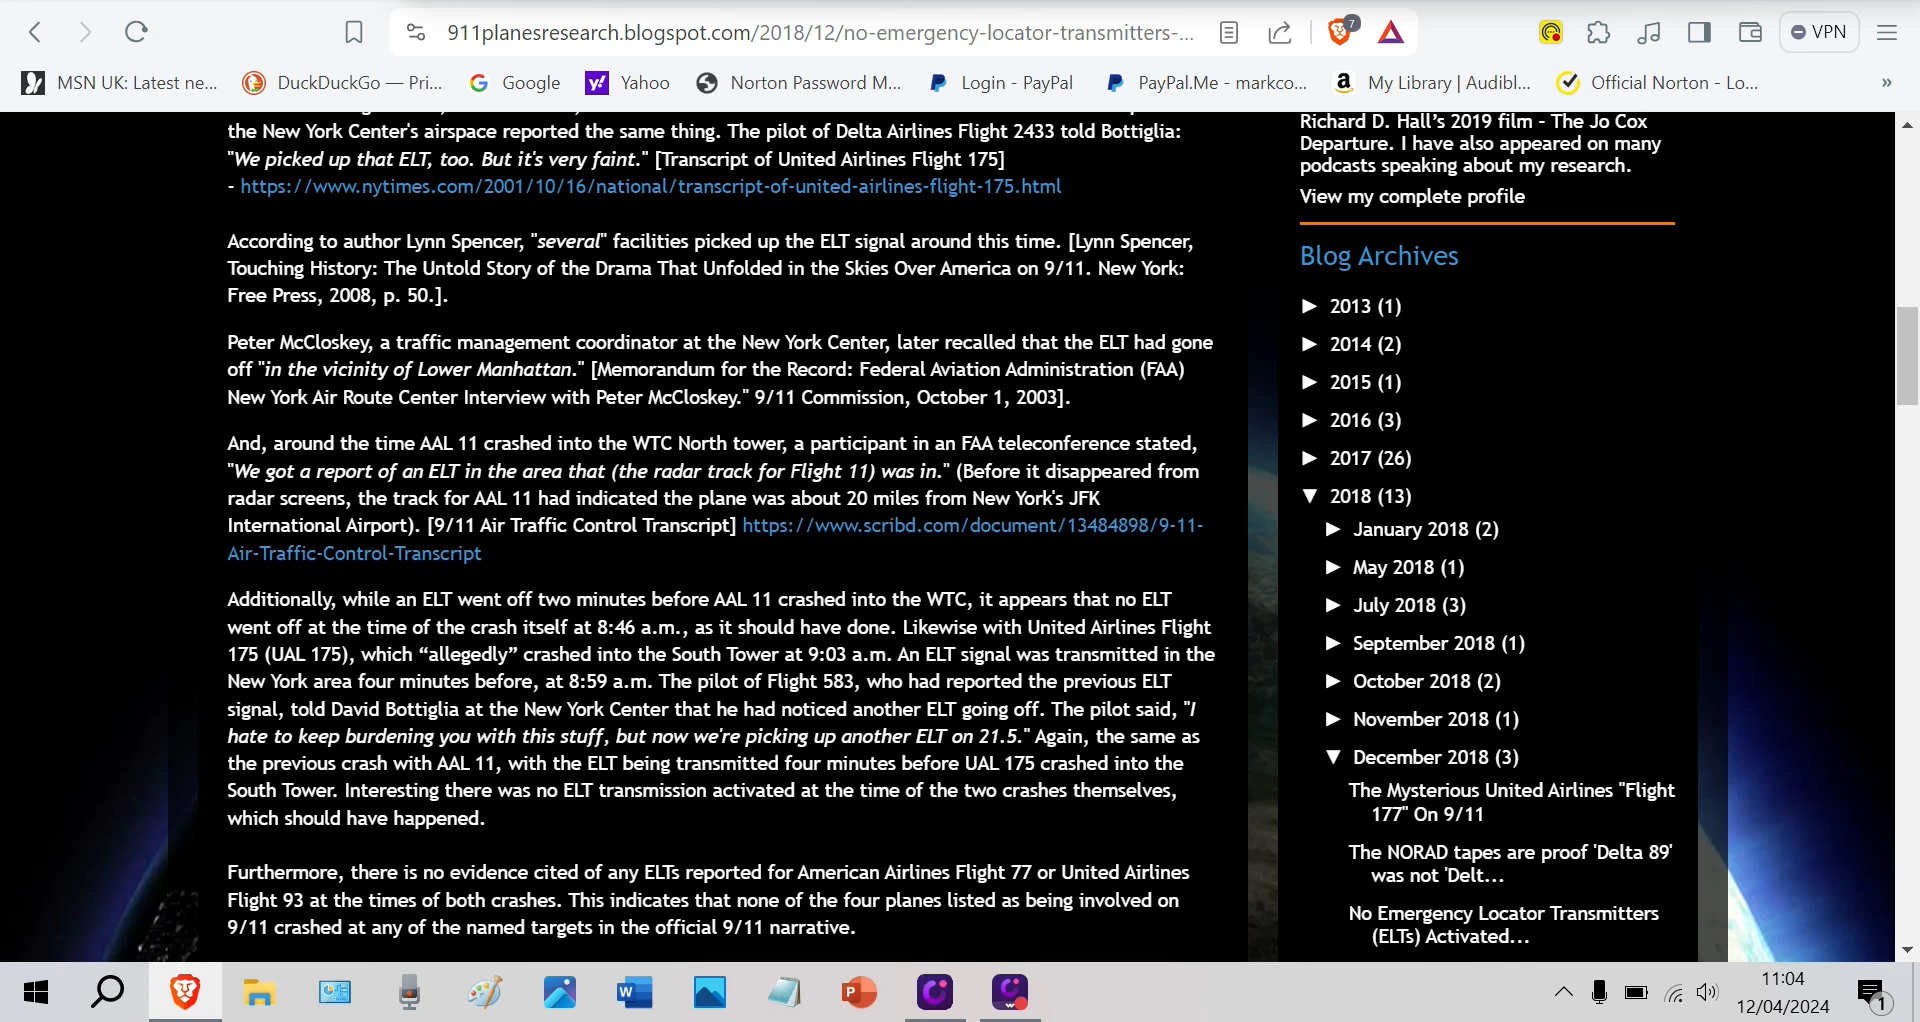 911planesresearch.blogspot.com/2018/12/no-emergency-locator-transmitters-...
7
VPN
MSN UK: Latest ne...
DuckDuckGo — Pri...
Google
Yahoo
Norton Password M...
Login - PayPal
PayPal.Me - markco...
My Library | Audibl...
Official Norton - Lo...
»
the New York Center's airspace reported the same thing. The pilot of Delta Airlines Flight 2433 told Bottiglia:
"We picked up that ELT, too. But it's very faint." [Transcript of United Airlines Flight 175]
- https://www.nytimes.com/2001/10/16/national/transcript-of-united-airlines-flight-175.html
According to author Lynn Spencer, "several" facilities picked up the ELT signal around this time. [Lynn Spencer,
Touching History: The Untold Story of the Drama That Unfolded in the Skies Over America on 9/11. New York:
Free Press, 2008, p. 50.].
Peter McCloskey, a traffic management coordinator at the New York Center, later recalled that the ELT had gone
off "in the vicinity of Lower Manhattan." [Memorandum for the Record: Federal Aviation Administration (FAA)
New York Air Route Center Interview with Peter McCloskey." 9/11 Commission, October 1, 2003].
And, around the time AAL 11 crashed into the WTC North tower, a participant in an FAA teleconference stated,
"We got a report of an ELT in the area that (the radar track for Flight 11) was in." (Before it disappeared from
radar screens, the track for AAL 11 had indicated the plane was about 20 miles from New York's JFK
International Airport). [9/11 Air Traffic Control Transcript] https://www.scribd.com/document/13484898/9-11-
Air-Traffic-Control-Transcript
Additionally, while an ELT went off two minutes before AAL 11 crashed into the WTC, it appears that no ELT
went off at the time of the crash itself at 8:46 a.m., as it should have done. Likewise with United Airlines Flight
175 (UAL 175), which “allegedly” crashed into the South Tower at 9:03 a.m. An ELT signal was transmitted in the
New York area four minutes before, at 8:59 a.m. The pilot of Flight 583, who had reported the previous ELT
signal, told David Bottiglia at the New York Center that he had noticed another ELT going off. The pilot said, "I
hate to keep burdening you with this stuff, but now we're picking up another ELT on 21.5." Again, the same as
the previous crash with AAL 11, with the ELT being transmitted four minutes before UAL 175 crashed into the
South Tower. Interesting there was no ELT transmission activated at the time of the two crashes themselves,
which should have happened.
Furthermore, there is no evidence cited of any ELTs reported for American Airlines Flight 77 or United Airlines
Flight 93 at the times of both crashes. This indicates that none of the four planes listed as being involved on
9/11 crashed at any of the named targets in the official 9/11 narrative.
Richard D. Hall’s 2019 film - The Jo Cox
Departure. I have also appeared on many
podcasts speaking about my research.
View my complete profile
Blog Archives
► 2013 (1)
► 2014 (2)
► 2015 (1)
► 2016 (3)
► 2017 (26)
▼ 2018 (13)
► January 2018 (2)
► May 2018 (1)
► July 2018 (3)
► September 2018 (1)
► October 2018 (2)
► November 2018 (1)
▼ December 2018 (3)
The Mysterious United Airlines "Flight
177" On 9/11
The NORAD tapes are proof 'Delta 89'
was not 'Delt...
No Emergency Locator Transmitters
(ELTs) Activated...
11:04
12/04/2024
1